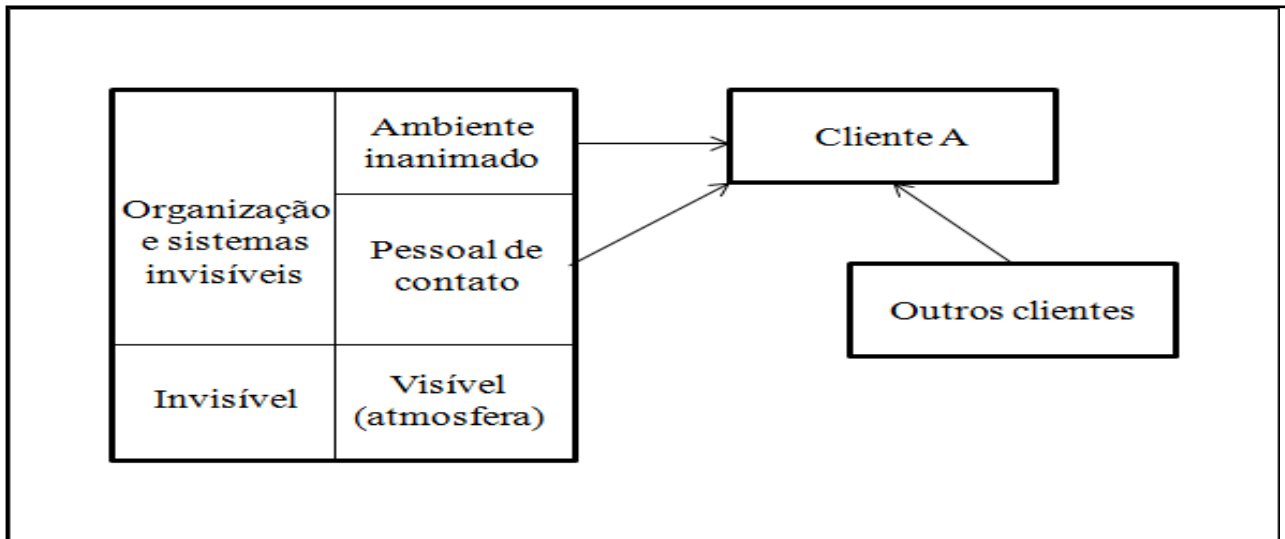 Organização
e sistemas
invisíveis
Ambiente
inanimado
Pessoal de
contato
Invisível
Visível
(atmosfera)
Cliente A
Outros clientes